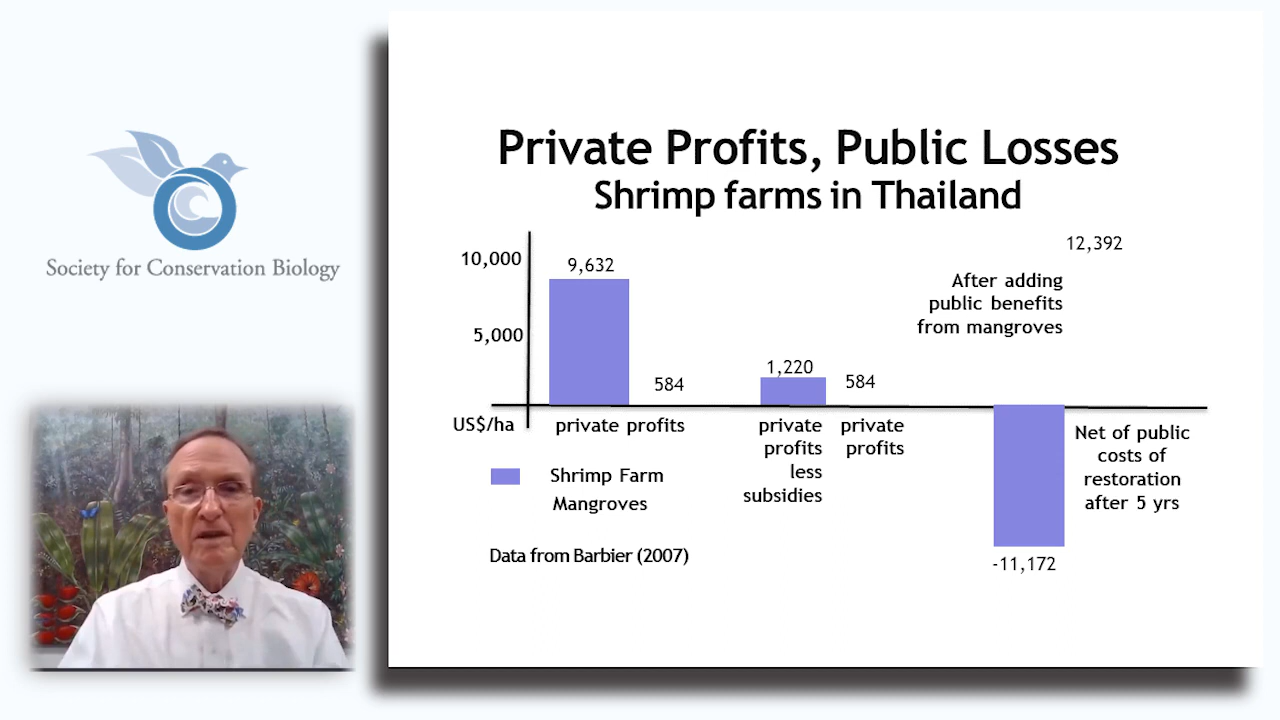 Society for Conservation Biology
Private Profits, Public Losses
Shrimp farms in Thailand
10,000
5,000
US$/ha
9,632
584
private profits
1,220
584
private
profits
less
subsidies
private
profits
12,392
After adding
public benefits
from mangroves
-11,172
Net of public
costs of
restoration
after 5 yrs
Shrimp Farm
Mangroves
Data from Barbier (2007)